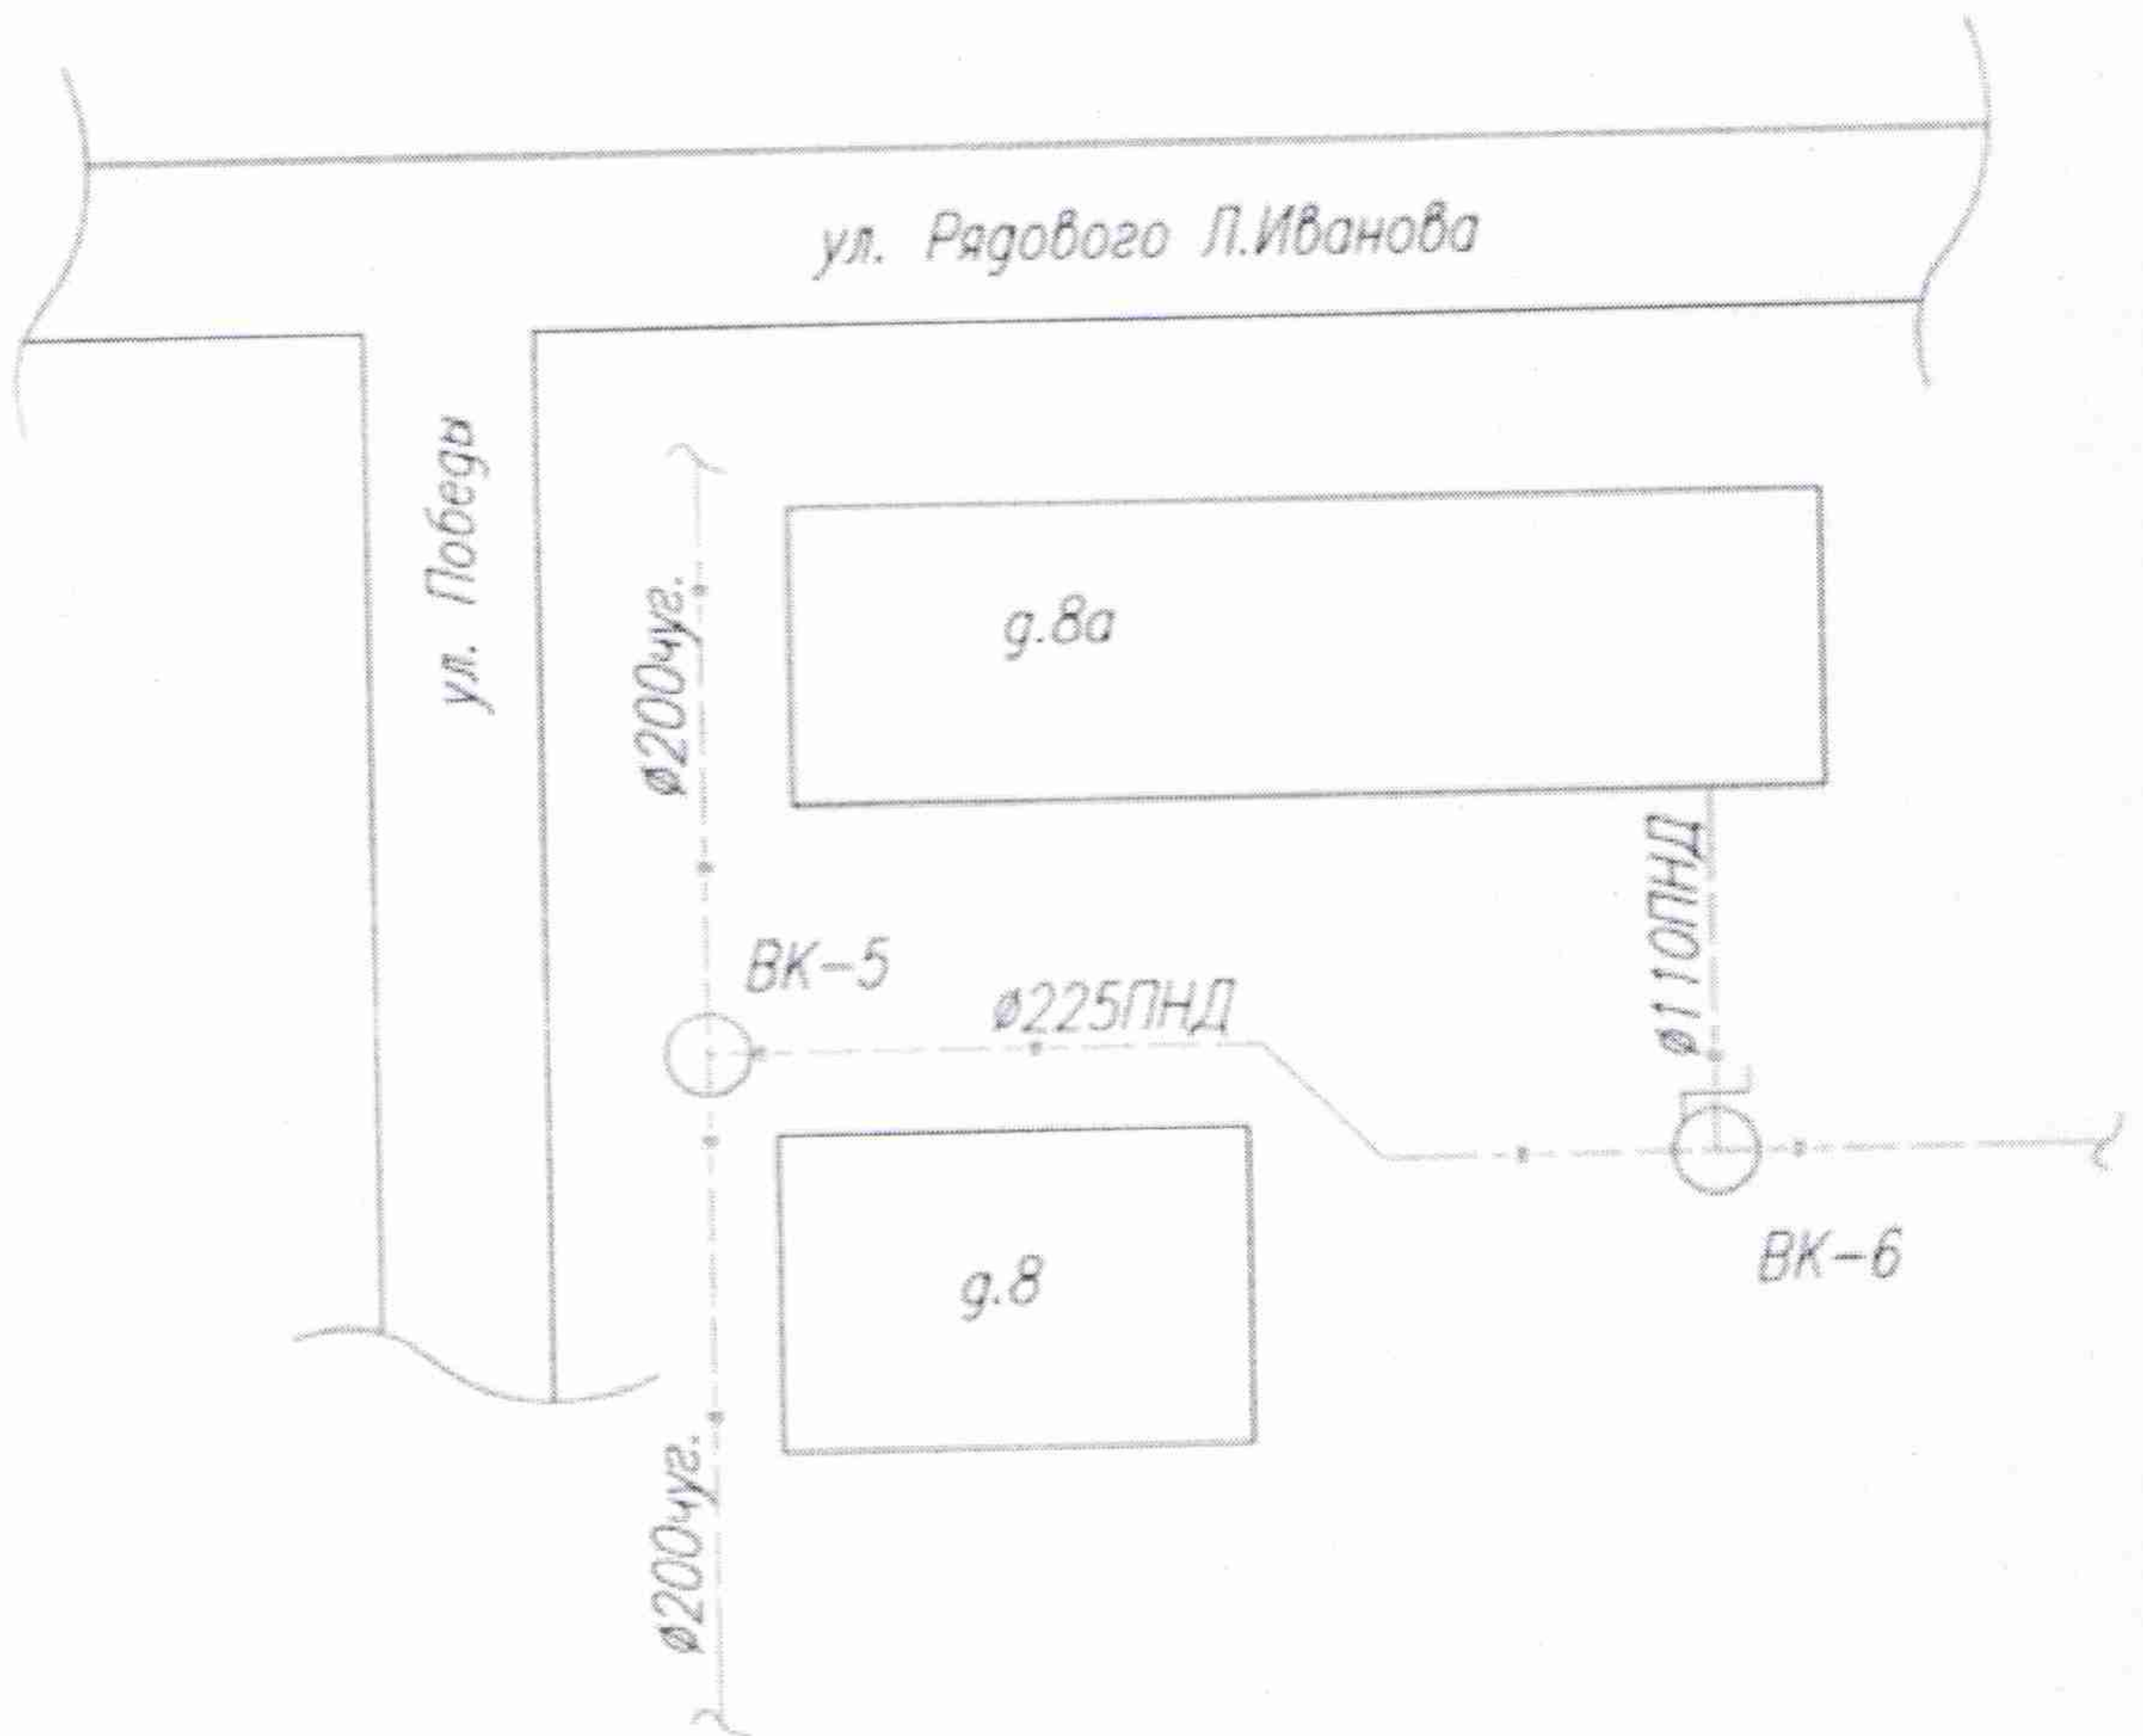 ул. Рядового Л.Иванова
ул. Победы
ø200чуг.
д.8а
ø110ПНД
ВК-5
ø225ПНД
ВК-6
д.8
ø200чуг.